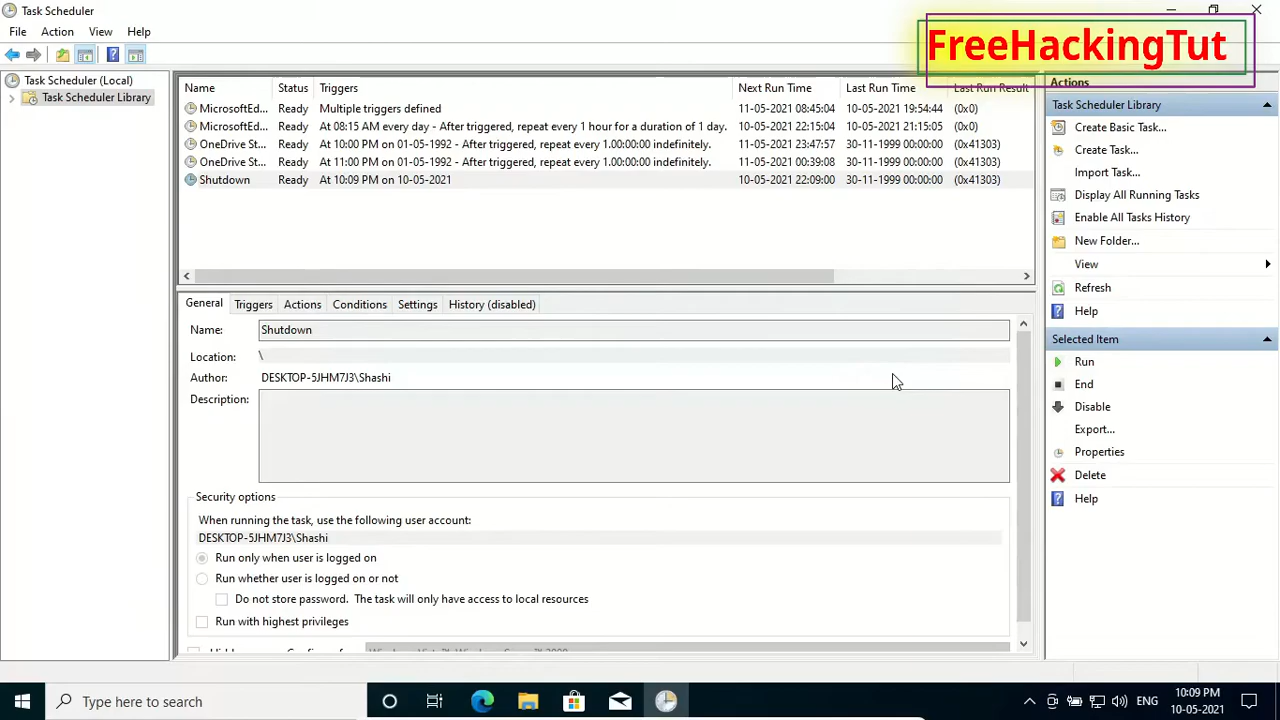 Task Scheduler
File Action View Help
FreeHackingTut
Task Scheduler (Local)
Task Scheduler Library
Name Status Triggers Next Run Time Last Run Time Last Run Result
MicrosoftEd... Ready Multiple triggers defined 11-05-2021 08:45:04 10-05-2021 19:54:44 (0x0)
MicrosoftEd... Ready At 08:15 AM every day - After triggered, repeat every 1 hour for a duration of 1 day. 10-05-2021 22:15:04 10-05-2021 21:15:05 (0x0)
OneDrive St... Ready At 10:00 PM on 01-05-1992 - After triggered, repeat every 1.00:00:00 indefinitely. 11-05-2021 23:47:57 30-11-1999 00:00:00 (0x41303)
OneDrive St... Ready At 11:00 PM on 01-05-1992 - After triggered, repeat every 1.00:00:00 indefinitely. 11-05-2021 00:39:08 30-11-1999 00:00:00 (0x41303)
Shutdown Ready At 10:09 PM on 10-05-2021 10-05-2021 22:09:00 30-11-1999 00:00:00 (0x41303)
General Triggers Actions Conditions Settings History (disabled)
Name: Shutdown
Location: \
Author: DESKTOP-5JHM7J3\Shashi
Description:
Security options
When running the task, use the following user account:
DESKTOP-5JHM7J3\Shashi
Run only when user is logged on
Run whether user is logged on or not
Do not store password. The task will only have access to local resources
Run with highest privileges
Actions
Task Scheduler Library
Create Basic Task...
Create Task...
Import Task...
Display All Running Tasks
Enable All Tasks History
New Folder...
View
Refresh
Help
Selected Item
Run
End
Disable
Export...
Properties
Delete
Help
Type here to search
ENG
10:09 PM
10-05-2021